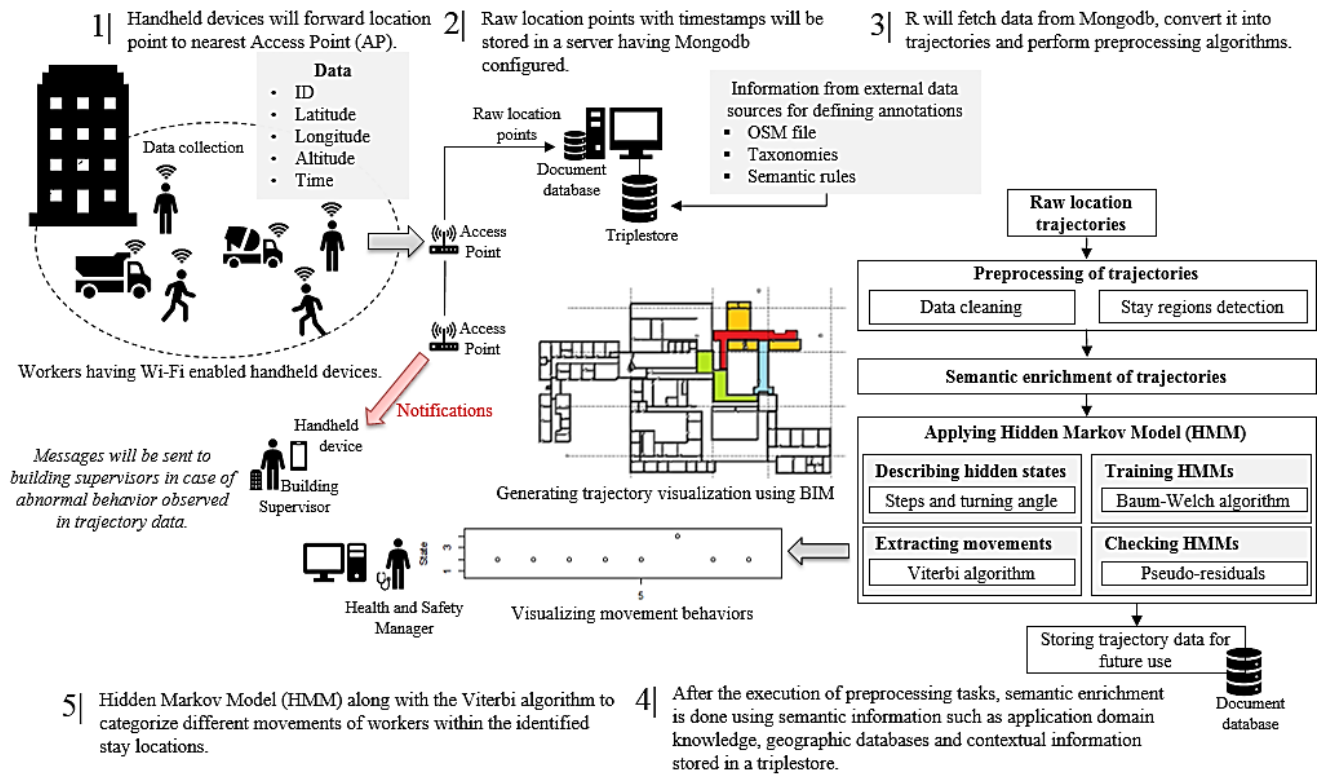 1| Handheld devices will forward location
point to nearest Access Point (AP).
Data
• ID
• Latitude
• Longitude
• Altitude
• Time
Data collection
Workers having Wi-Fi enabled handheld devices.
2| Raw location points with timestamps will be
stored in a server having Mongodb
configured.
Raw location
points
Document
database
Triplestore
Information from external data
sources for defining annotations
▪ OSM file
▪ Taxonomies
▪ Semantic rules
Access
Point
Access
Point
Notifications
Handheld
device
Building
Supervisor
Messages will be sent to
building supervisors in case of
abnormal behavior observed
in trajectory data.
Generating trajectory visualization using BIM
State
1
3
5
Visualizing movement behaviors
Health and Safety
Manager
3| R will fetch data from Mongodb, convert it into
trajectories and perform preprocessing algorithms.
Raw location
trajectories
Preprocessing of trajectories
Data cleaning
Stay regions detection
Semantic enrichment of trajectories
Applying Hidden Markov Model (HMM)
Describing hidden states
Steps and turning angle
Training HMMs
Baum-Welch algorithm
Extracting movements
Viterbi algorithm
Checking HMMs
Pseudo-residuals
Storing trajectory data for
future use
Document
database
4| After the execution of preprocessing tasks, semantic enrichment
is done using semantic information such as application domain
knowledge, geographic databases and contextual information
stored in a triplestore.
5| Hidden Markov Model (HMM) along with the Viterbi algorithm to
categorize different movements of workers within the identified
stay locations.